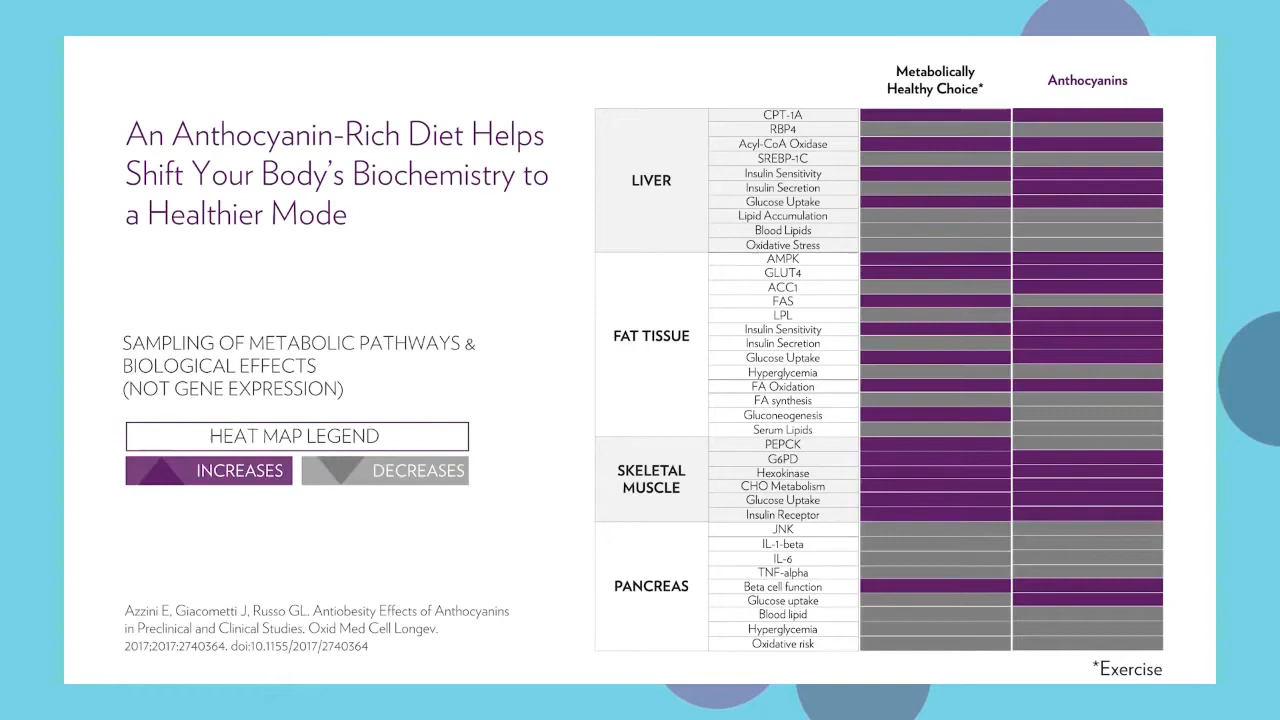 An Anthocyanin-Rich Diet Helps
Shift Your Body's Biochemistry to
a Healthier Mode
SAMPLING OF METABOLIC PATHWAYS &
BIOLOGICAL EFFECTS
(NOT GENE EXPRESSION)
HEAT MAP LEGEND
INCREASES DECREASES
Azzini E, Giacometti J, Russo GL. Antiobesity Effects of Anthocyanins
in Preclinical and Clinical Studies. Oxid Med Cell Longev.
2017;2017:2740364. doi:10.1155/2017/2740364
Metabolically
Healthy Choice*
Anthocyanins
LIVER
CPT-1A
RBP4
Acyl-CoA Oxidase
SREBP-1C
Insulin Sensitivity
Insulin Secretion
Glucose Uptake
Lipid Accumulation
Blood Lipids
Oxidative Stress
FAT TISSUE
AMPK
GLUT4
ACC1
FAS
LPL
Insulin Sensitivity
Insulin Secretion
Glucose Uptake
Hyperglycemia
FA Oxidation
FA synthesis
Gluconeogenesis
Serum Lipids
SKELETAL
MUSCLE
PEPCK
G6PD
Hexokinase
CHO Metabolism
Glucose Uptake
Insulin Receptor
PANCREAS
JNK
IL-1-beta
IL-6
TNF-alpha
Beta cell function
Glucose uptake
Blood lipid
Hyperglycemia
Oxidative risk
*Exercise